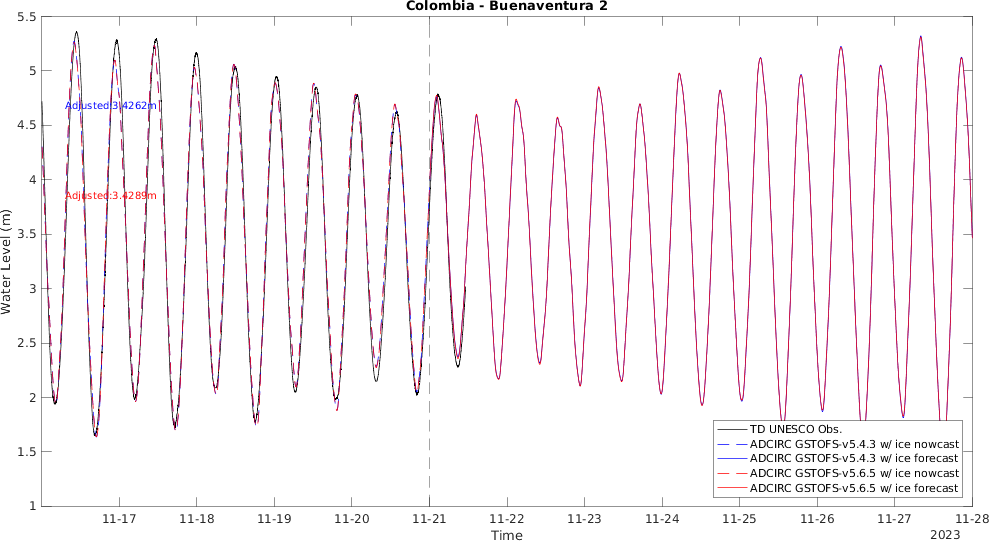 Colombia - Buenaventura 2
5.5
5
4.5
4
3.5
3
2.5
2
1.5
1
Water Level (m)
Adjusted:3.4262m
Adjusted:3.4289m
TD UNESCO Obs.
ADCIRC GSTOFS-v5.4.3 w/ ice nowcast
ADCIRC GSTOFS-v5.4.3 w/ ice forecast
ADCIRC GSTOFS-v5.6.5 w/ ice nowcast
ADCIRC GSTOFS-v5.6.5 w/ ice forecast
11-17 11-18 11-19 11-20 11-21 11-22 11-23 11-24 11-25 11-26 11-27 11-28
Time
2023